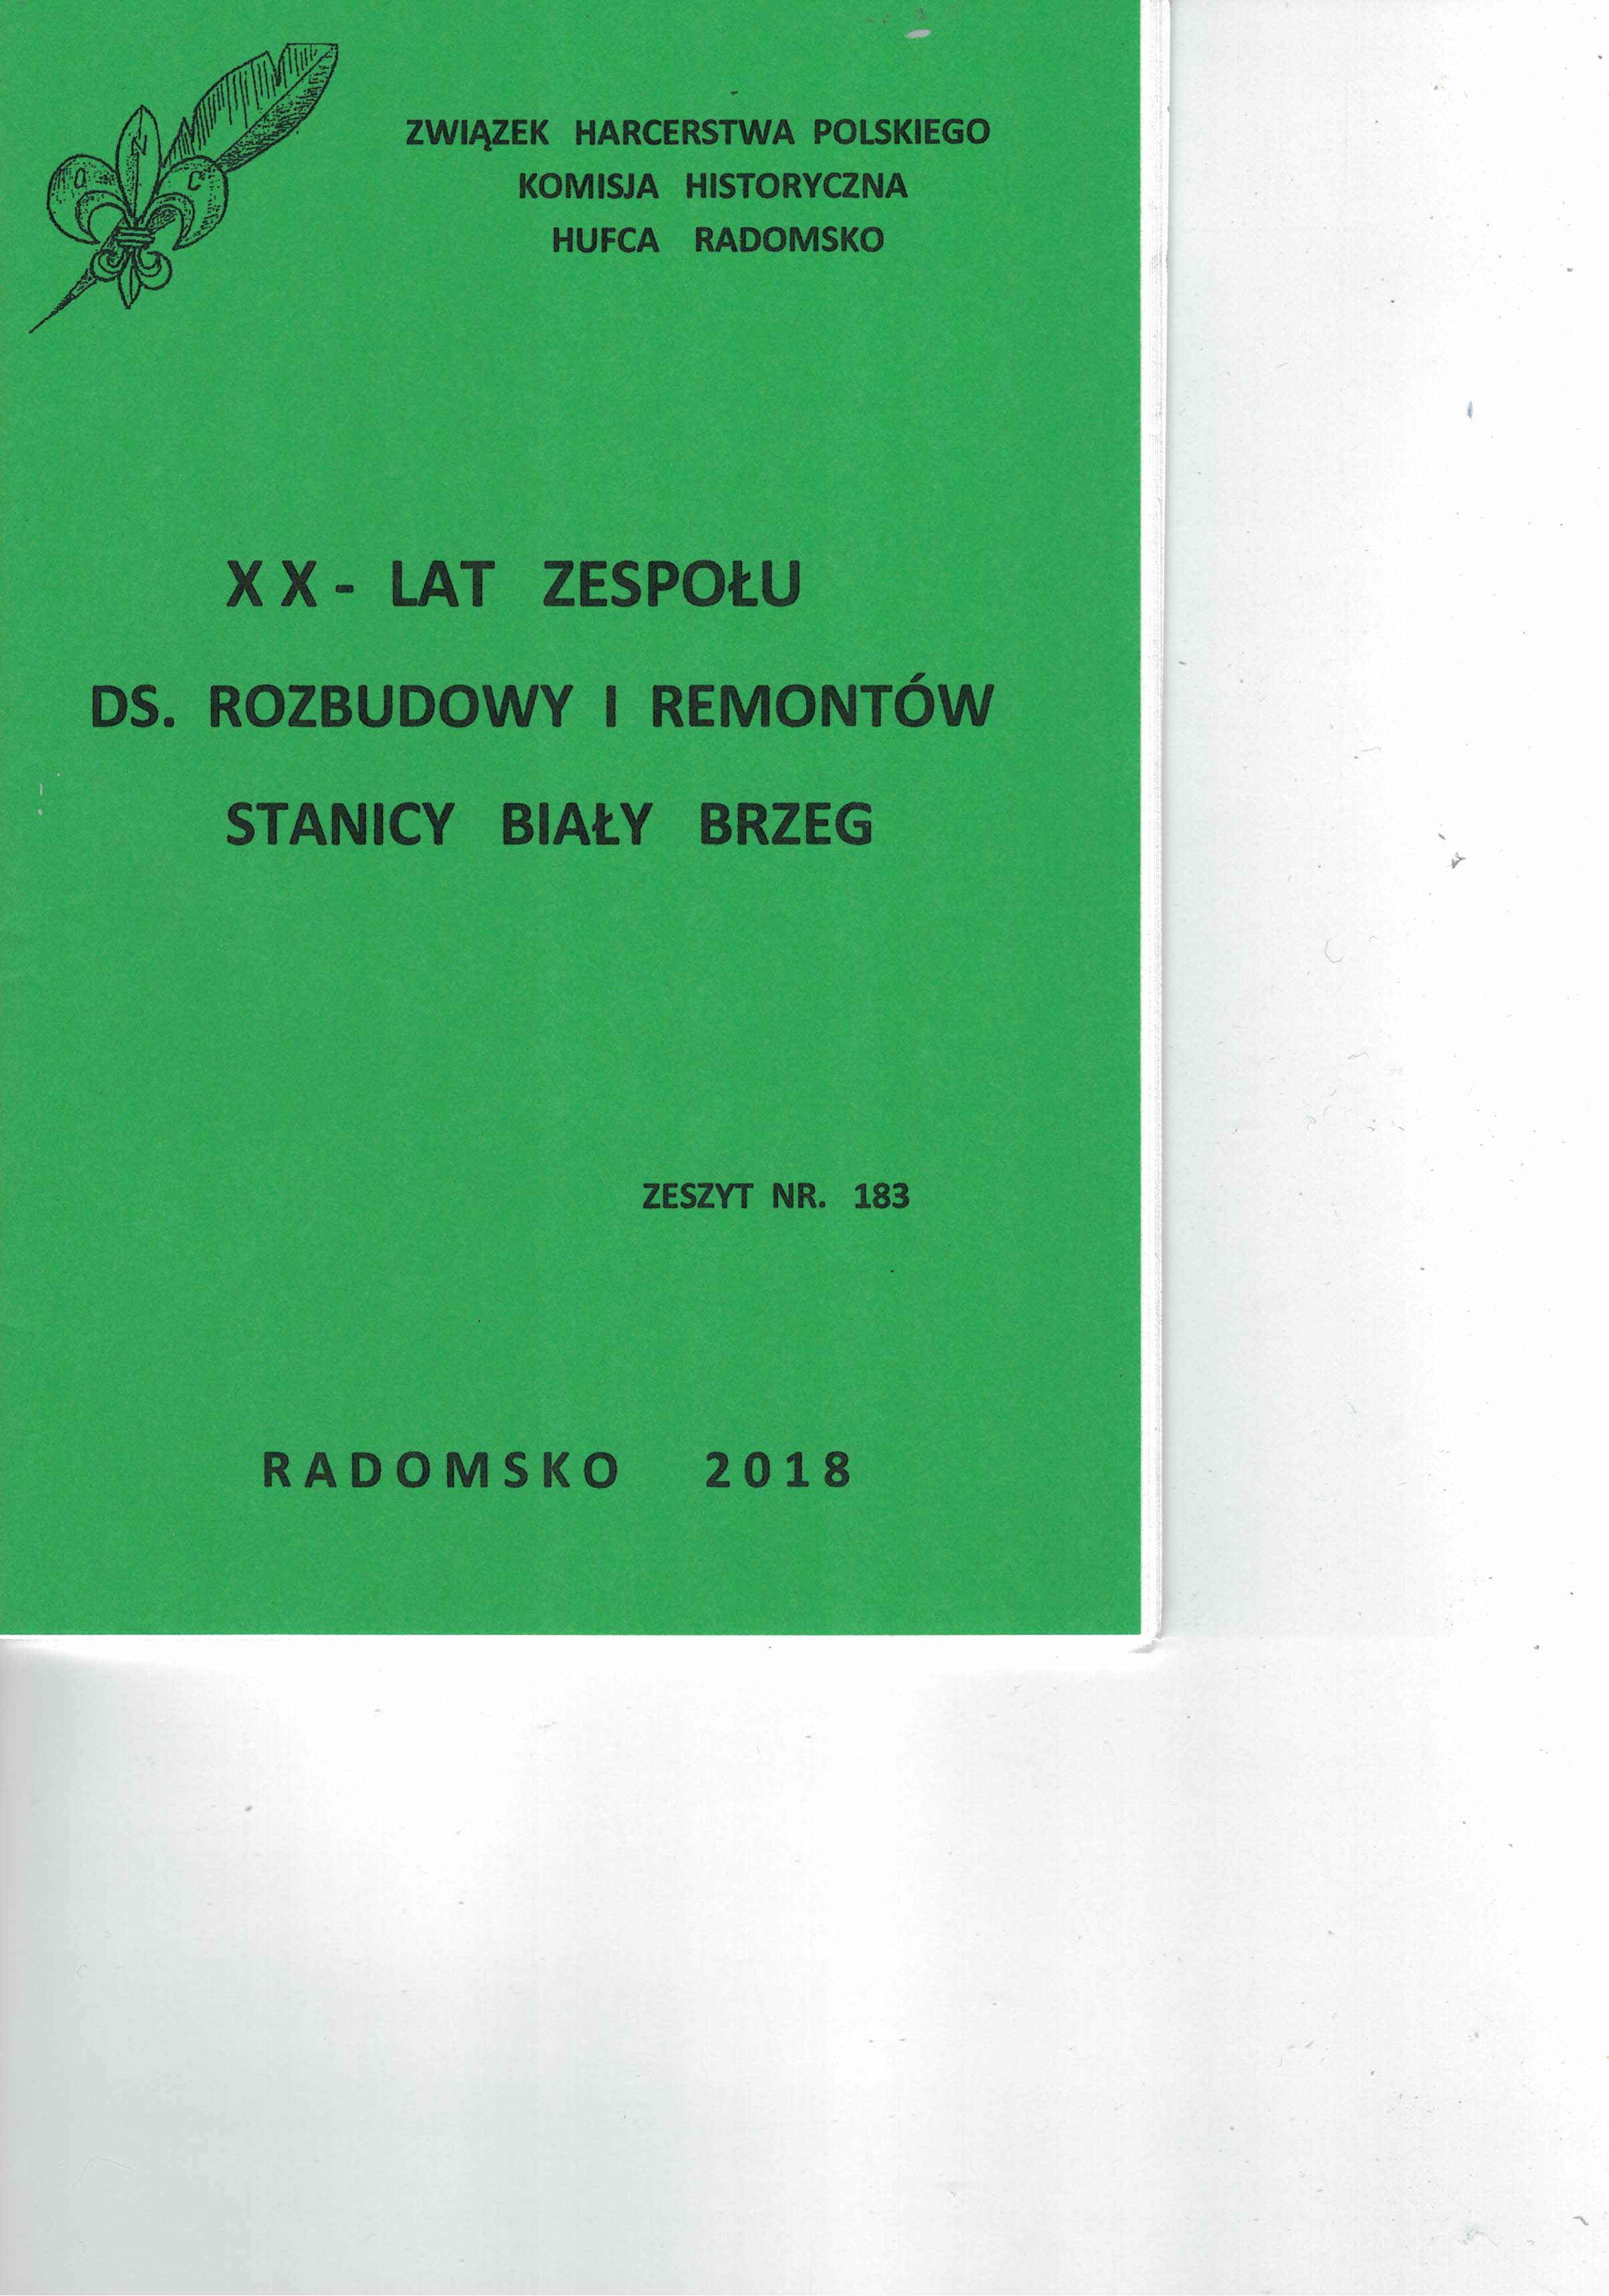 O N C
ZWIĄZEK HARCERSTWA POLSKIEGO
KOMISJA HISTORYCZNA
HUFCA RADOMSKO
X X - LAT ZESPOŁU
DS. ROZBUDOWY I REMONTÓW
STANICY BIAŁY BRZEG
ZESZYT NR. 183
RADOMSKO 2018